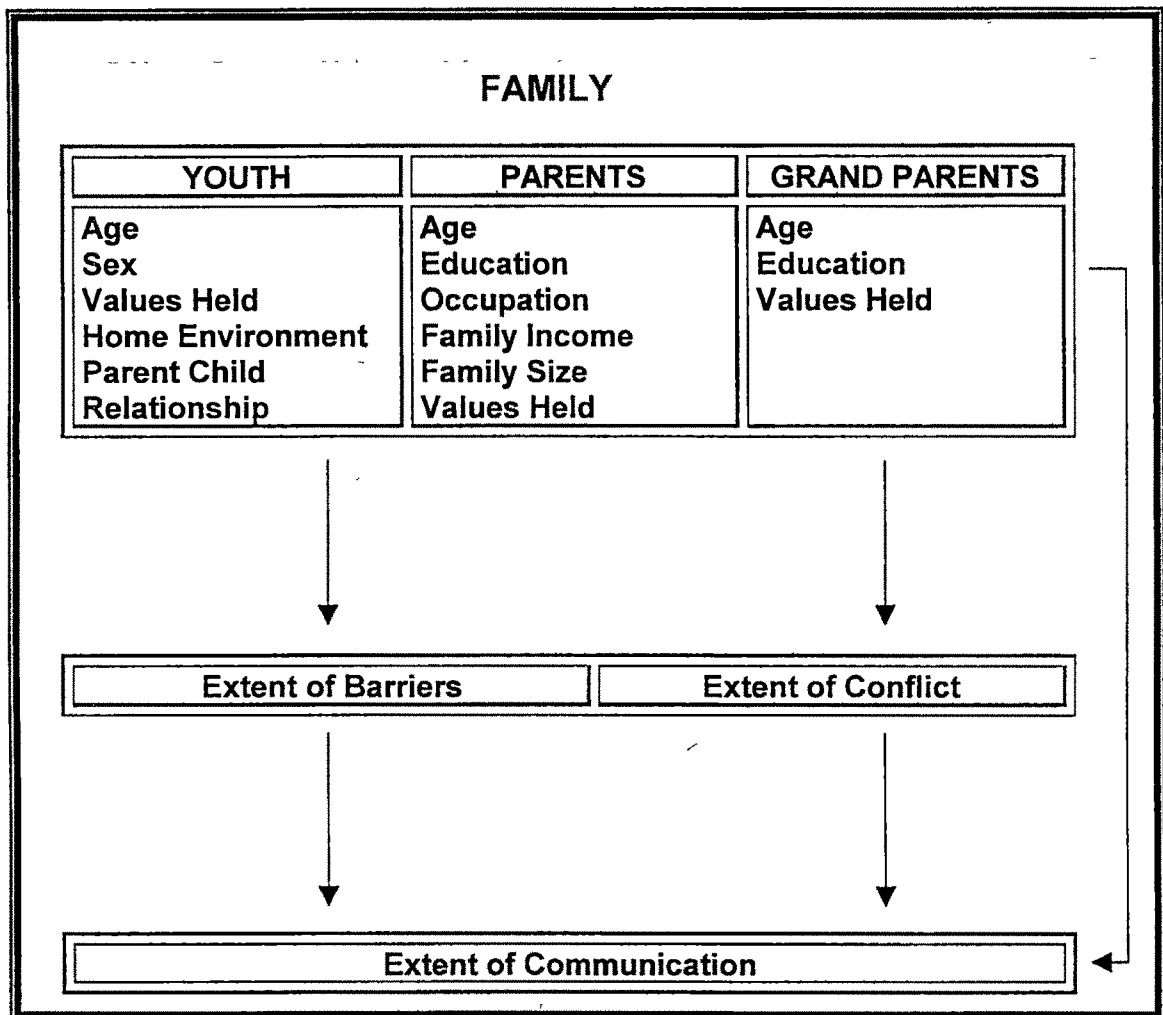 FAMILY
YOUTH
PARENTS
GRAND PARENTS
Age
Sex
Values Held
Home Environment
Parent Child
Relationship
Age
Education
Occupation
Family Income
Family Size
Values Held
Age
Education
Values Held
Extent of Barriers
Extent of Conflict
Extent of Communication